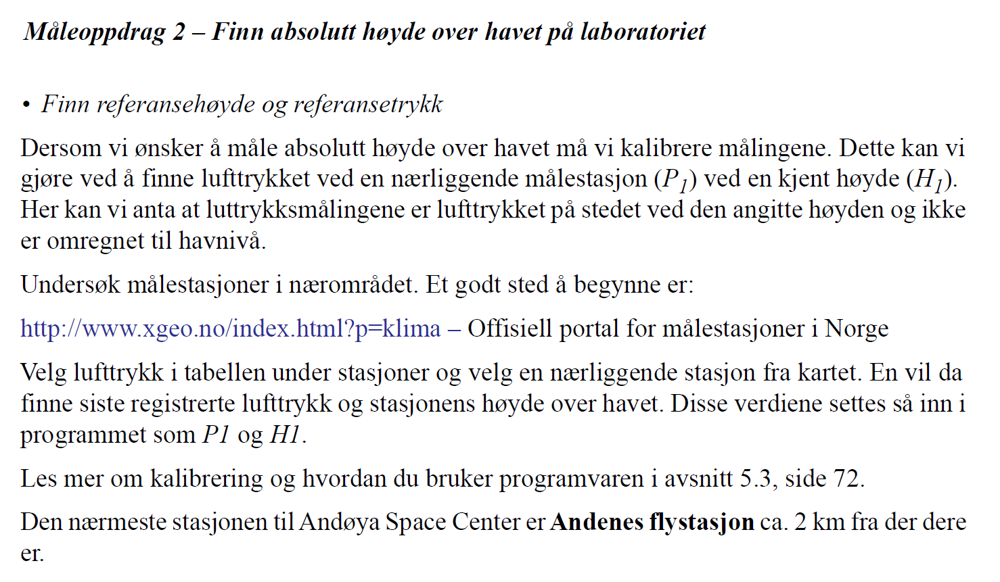 Måleoppdrag 2 – Finn absolutt høyde over havet på laboratoriet
• Finn referansehøyde og referansetrykk
Dersom vi ønsker å måle absolutt høyde over havet må vi kalibrere målingene. Dette kan vi
gjøre ved å finne lufttrykket ved en nærliggende målestasjon (P1) ved en kjent høyde (H1).
Her kan vi anta at luttrykksmålingene er lufttrykket på stedet ved den angitte høyden og ikke
er omregnet til havnivå.
Undersøk målestasjoner i nærområdet. Et godt sted å begynne er:
http://www.xgeo.no/index.html?p=klima – Offisiell portal for målestasjoner i Norge
Velg lufttrykk i tabellen under stasjoner og velg en nærliggende stasjon fra kartet. En vil da
finne siste registrerte lufttrykk og stasjonens høyde over havet. Disse verdiene settes så inn i
programmet som P1 og H1.
Les mer om kalibrering og hvordan du bruker programvaren i avsnitt 5.3, side 72.
Den nærmeste stasjonen til Andøya Space Center er Andenes flystasjon ca. 2 km fra der dere
er.